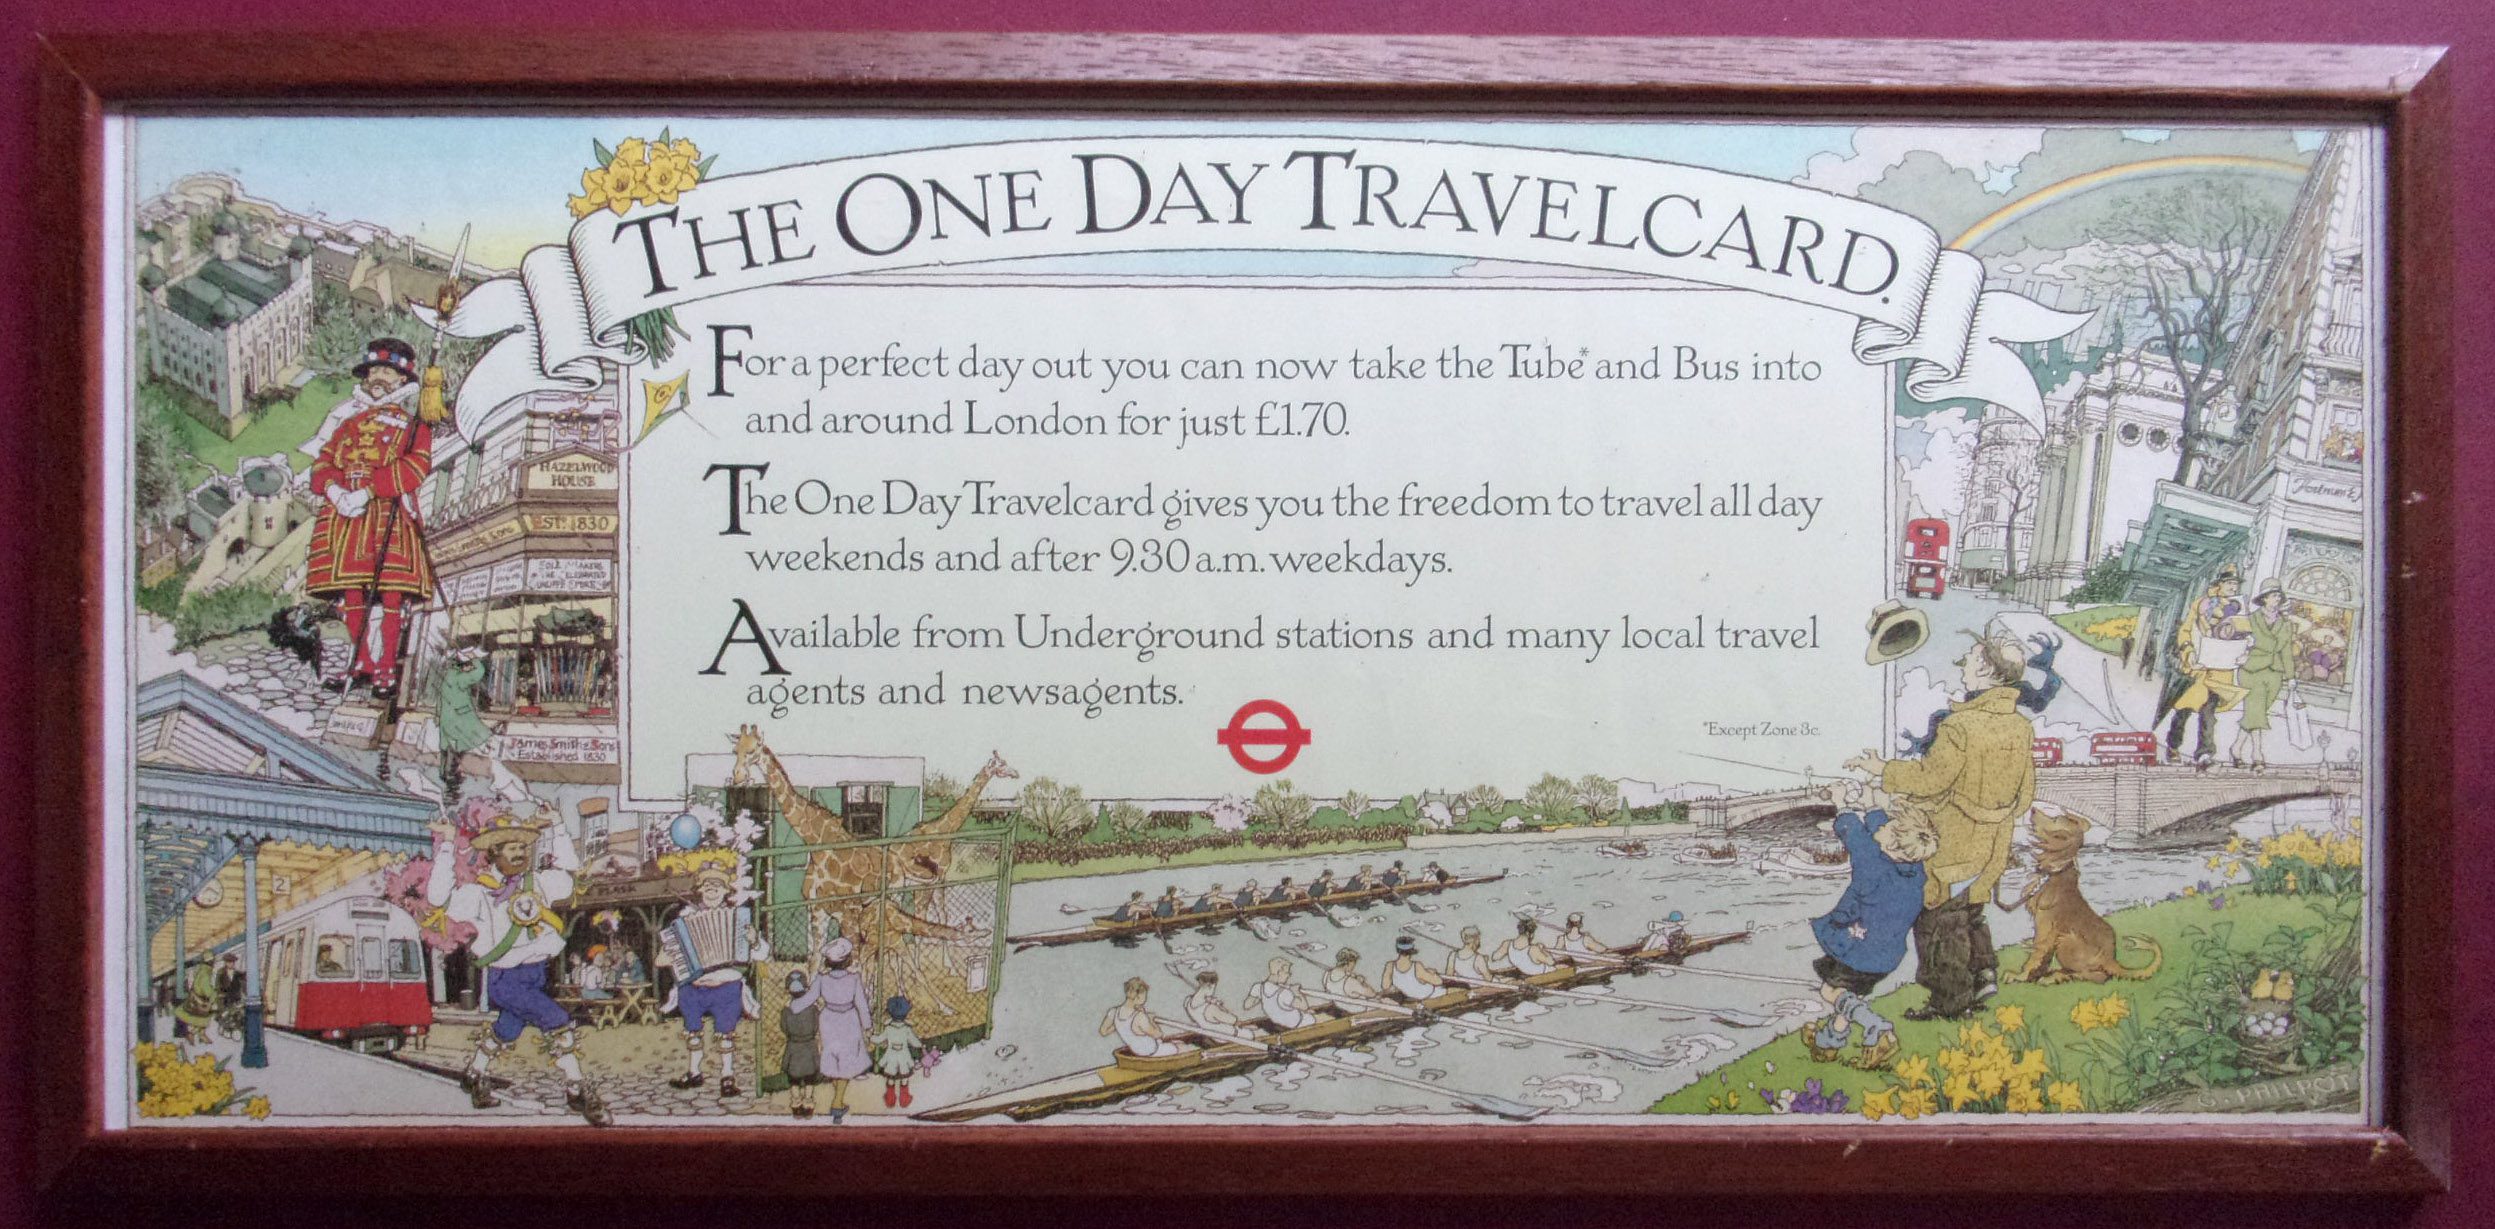 THE ONE DAY TRAVELCARD.
For a perfect day out you can now take the Tube* and Bus into
and around London for just £1.70.
The One Day Travelcard gives you the freedom to travel all day
weekends and after 9.30 a.m. weekdays.
Available from Underground stations and many local travel
agents and newsagents.
*Except Zone 3c.
HAZELWOOD
HOUSE
EST. 1830
James Smith & Sons
Established 1830
2
G. PHILPOT